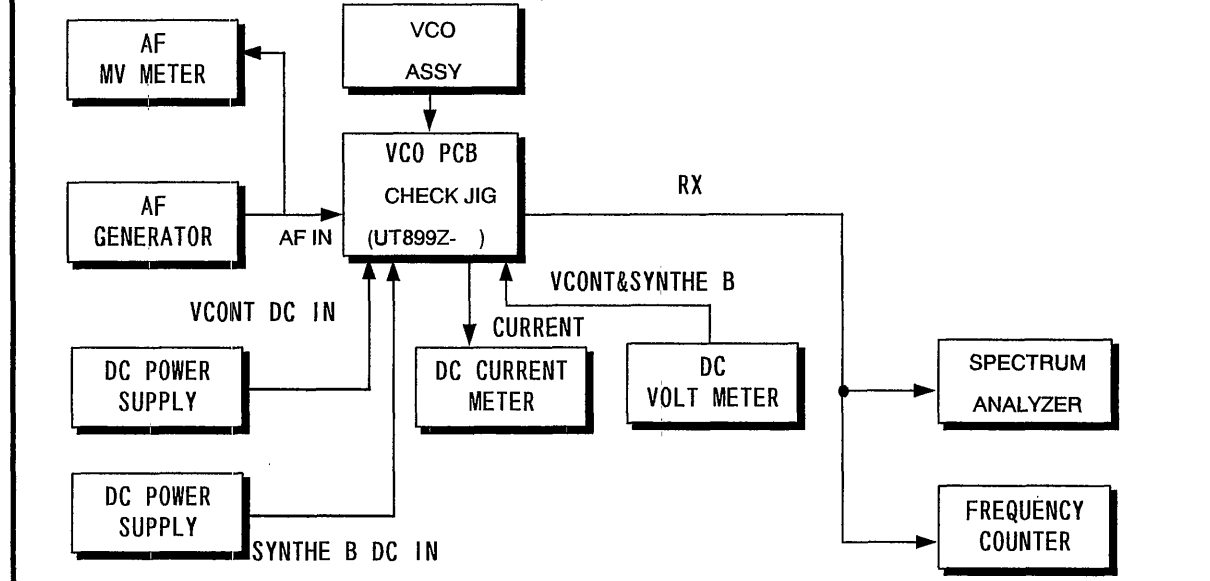 AF
MV METER
VCO
ASSY
VCO PCB
CHECK JIG
(UT899Z- )
AF
GENERATOR
AF IN
RX
VCONT DC IN
VCONT&SYNTHE B
CURRENT
DC POWER
SUPPLY
DC CURRENT
METER
DC
VOLT METER
SPECTRUM
ANALYZER
DC POWER
SUPPLY
SYNTHE B DC IN
FREQUENCY
COUNTER